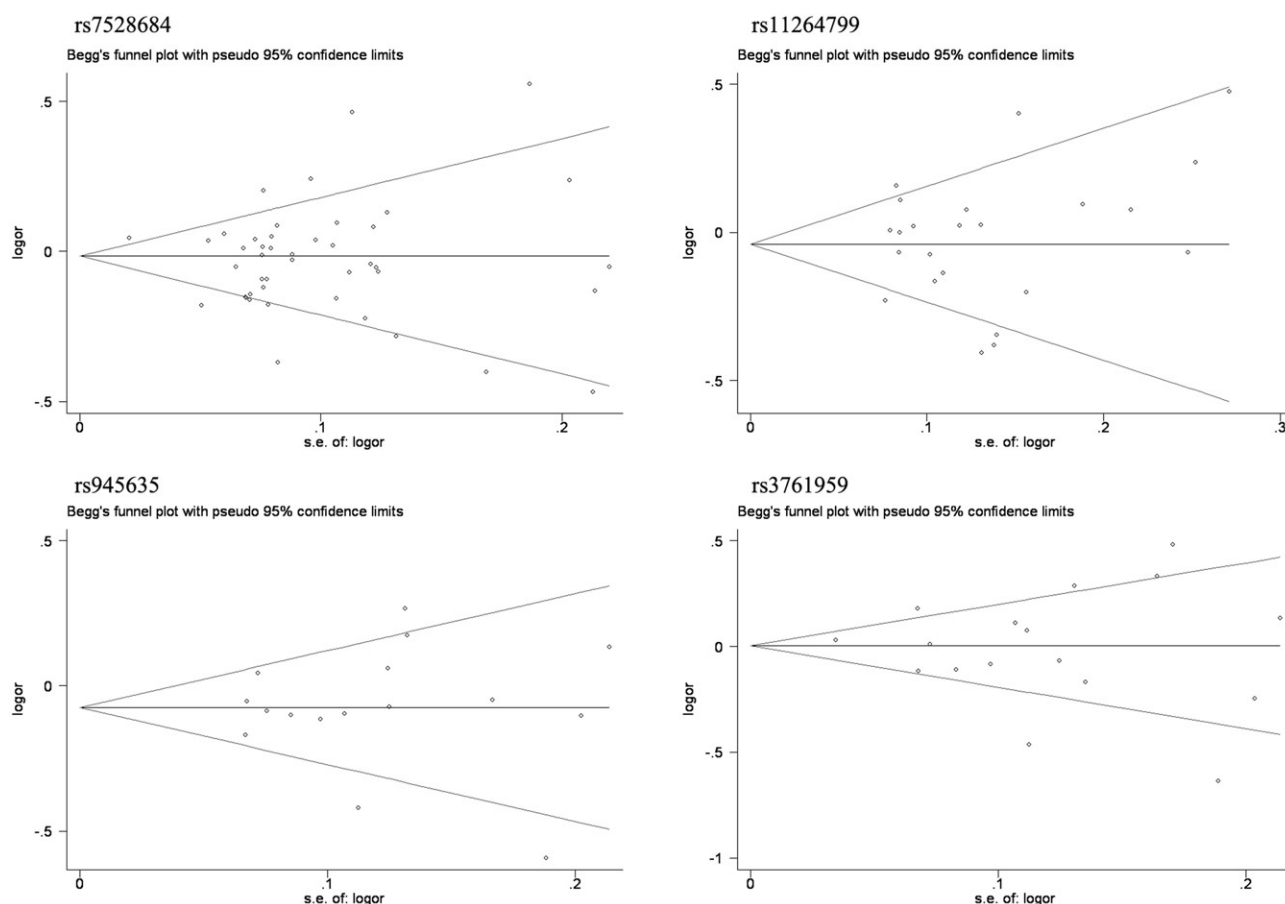 rs7528684
Begg's funnel plot with pseudo 95% confidence limits
.5
0
-.5
logor
0
.1
.2
s.e. of: logor
rs11264799
Begg's funnel plot with pseudo 95% confidence limits
.5
0
-.5
logor
0
.1
.2
.3
s.e. of: logor
rs945635
Begg's funnel plot with pseudo 95% confidence limits
.5
0
-.5
logor
0
.1
.2
s.e. of: logor
rs3761959
Begg's funnel plot with pseudo 95% confidence limits
.5
0
-.5
-1
logor
0
.1
.2
s.e. of: logor